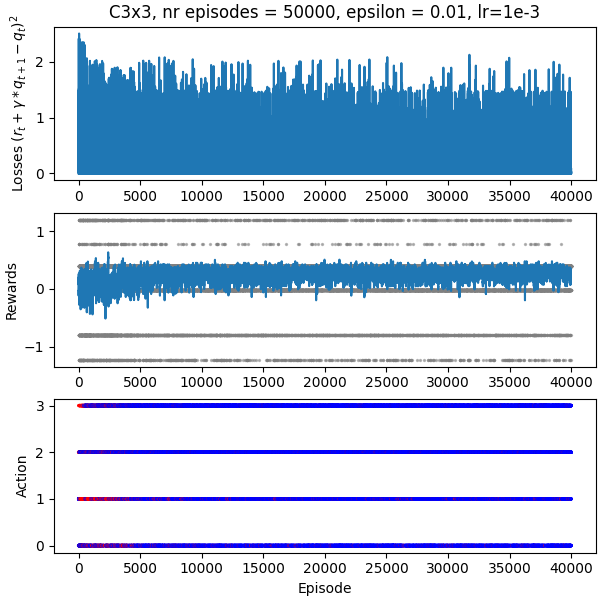 C3x3, nr episodes = 50000, epsilon = 0.01, lr=1e-3
Losses $(r_t + \gamma * q_{t+1} - q_t)^2$
2
1
0
0 5000 10000 15000 20000 25000 30000 35000 40000
Rewards
1
0
−1
0 5000 10000 15000 20000 25000 30000 35000 40000
Action
3
2
1
0
0 5000 10000 15000 20000 25000 30000 35000 40000
Episode